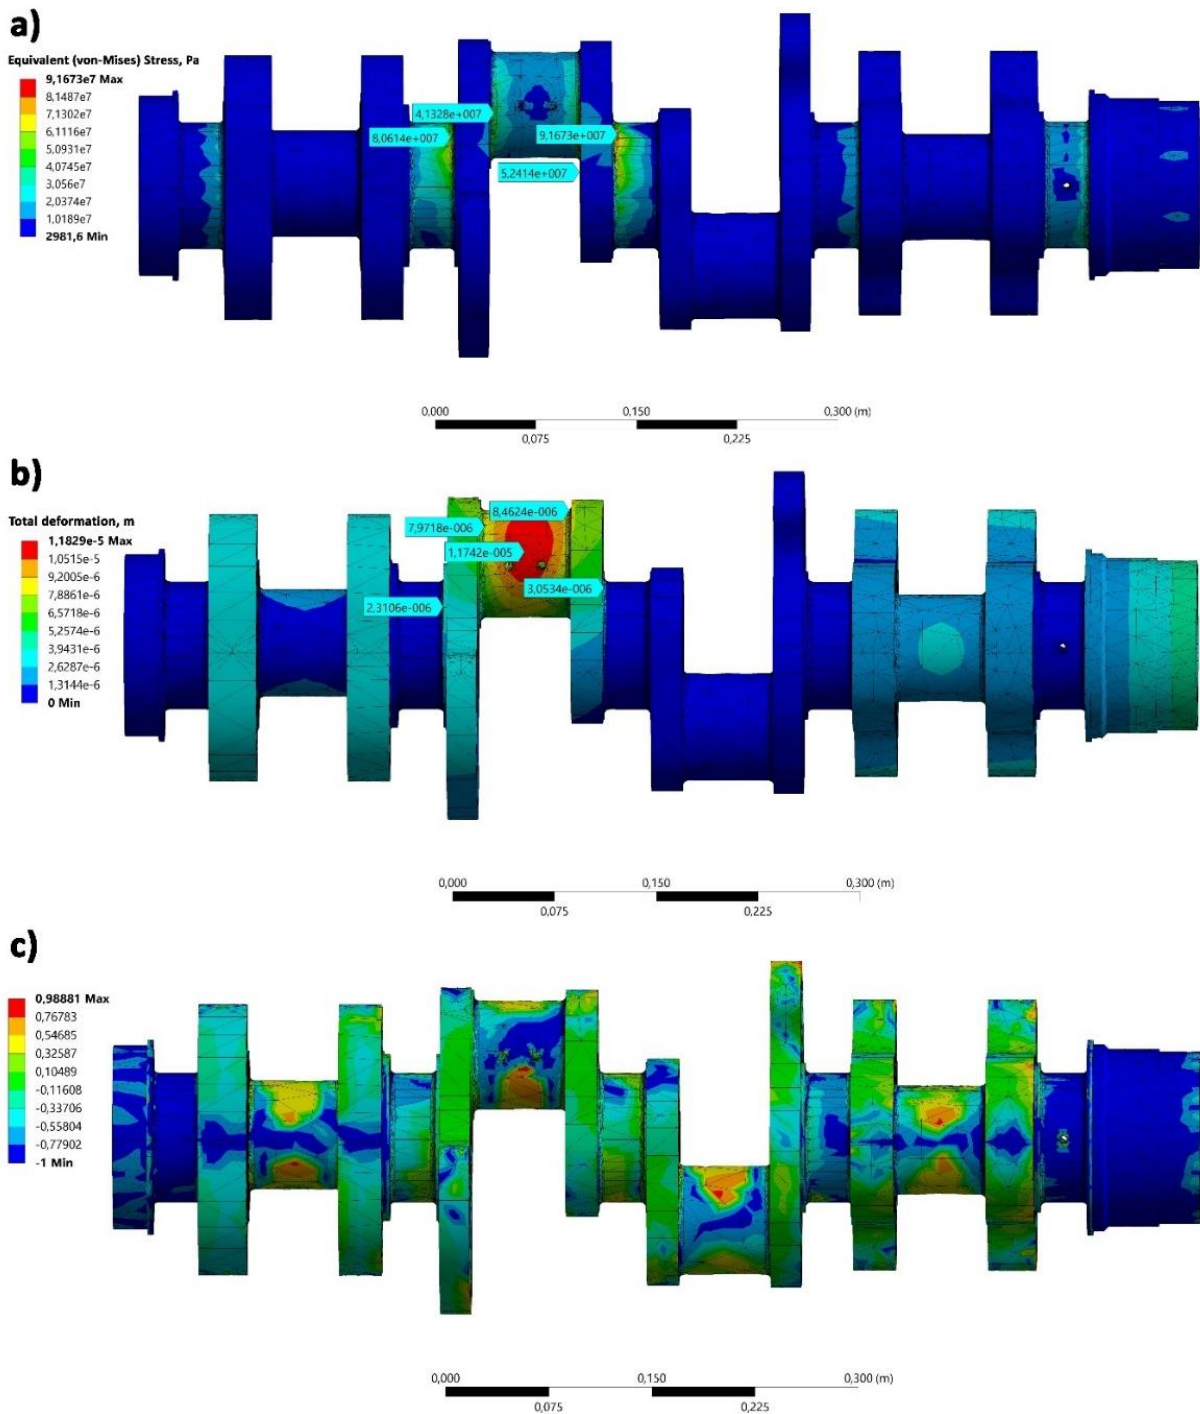 a)
Equivalent (von-Mises) Stress, Pa
9,1673e7 Max
8,1487e7
7,1302e7
6,1116e7
5,0931e7
4,0745e7
3,056e7
2,0374e7
1,0189e7
2981,6 Min
4,1328e+007
8,0614e+007
9,1673e+007
5,2414e+007
0,000 0,150 0,300 (m)
0,075 0,225
b)
Total deformation, m
1,1829e-5 Max
1,0515e-5
9,2005e-6
7,8861e-6
6,5718e-6
5,2574e-6
3,9431e-6
2,6287e-6
1,3144e-6
0 Min
8,4624e-006
7,9718e-006
1,1742e-005
3,0534e-006
2,3106e-006
0,000 0,150 0,300 (m)
0,075 0,225
c)
0,98881 Max
0,76783
0,54685
0,32587
0,10489
-0,11608
-0,33706
-0,55804
-0,77902
-1 Min
0,000 0,150 0,300 (m)
0,075 0,225